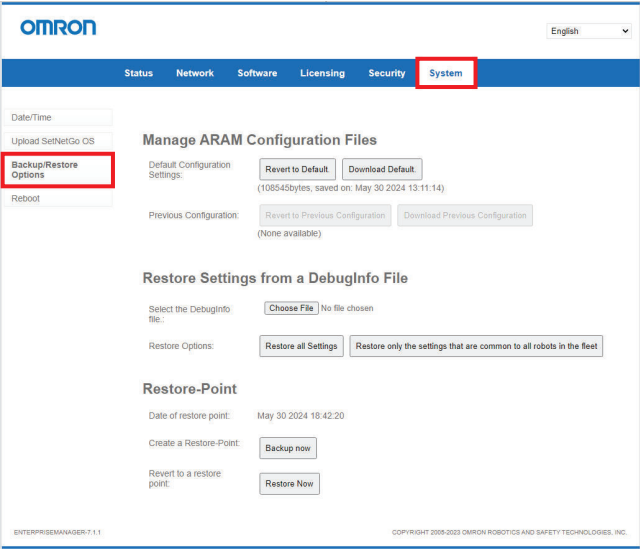 OMRON
English
Status Network Software Licensing Security System
Date/Time
Upload SetNetGo OS
Backup/Restore
Options
Reboot
Manage ARAM Configuration Files
Default Configuration
Settings:
Revert to Default. Download Default.
(108545bytes, saved on: May 30 2024 13:11:14)
Previous Configuration:
Revert to Previous Configuration Download Previous Configuration
(None available)
Restore Settings from a DebugInfo File
Select the DebugInfo
file.:
Choose File No file chosen
Restore Options:
Restore all Settings Restore only the settings that are common to all robots in the fleet
Restore-Point
Date of restore point: May 30 2024 18:42:20
Create a Restore-Point: Backup now
Revert to a restore
point: Restore Now
ENTERPRISEMANAGER-7.1.1 COPYRIGHT 2005-2023 OMRON ROBOTICS AND SAFETY TECHNOLOGIES, INC.